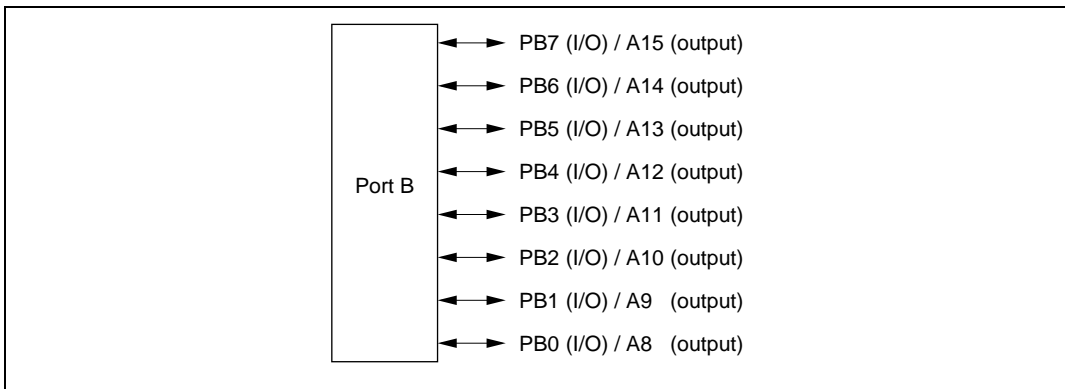 Port B
PB7 (I/O) / A15 (output)
PB6 (I/O) / A14 (output)
PB5 (I/O) / A13 (output)
PB4 (I/O) / A12 (output)
PB3 (I/O) / A11 (output)
PB2 (I/O) / A10 (output)
PB1 (I/O) / A9 (output)
PB0 (I/O) / A8 (output)